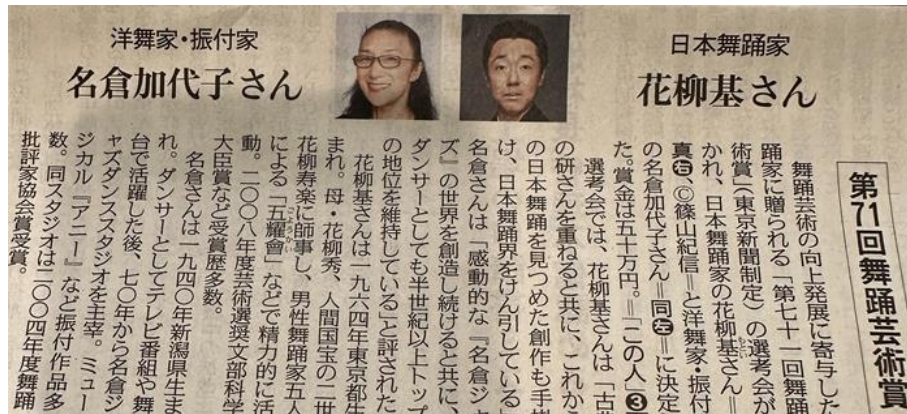 第71回舞踊芸術賞
日本舞踊家
花柳基さん
洋舞家・振付家
名倉加代子さん
舞踊芸術の向上発展に寄与した
踊家に贈られる「第七十一回舞踊
術賞」(東京新聞制定)の選考会が
かれ、日本舞踊家の花柳基さん=
真右、©篠山紀信=と洋舞家・振付
の名倉加代子さん=同左=に決定
た。賞金は五十万円。=「この人」❸
選考会では、花柳基さんは「古
の研さんを重ねると共に、これか
の日本舞踊を見つめた創作も手掛
け、日本舞踊界をけん引している」
名倉さんは「感動的な『名倉ジ
ズ』の世界を創造し続けると共に、
ダンサーとしても半世紀以上トップ
の地位を維持している」と評された
花柳基さんは一九六四年東京都生
まれ。母・花柳秀、人間国宝の二世
花柳寿楽に師事し、男性舞踊家五人
による「五耀會」などで精力的に活
動。二〇〇八年度芸術選奨文部科学
大臣賞など受賞歴多数。
名倉さんは一九四〇年新潟県生ま
れ。ダンサーとしてテレビ番組や舞
台で活躍した後、七〇年から名倉ジ
ャズダンススタジオを主宰。ミュー
ジカル『アニー』など振付作品多
数。同スタジオは二〇〇四年度舞踊
批評家協会賞受賞。